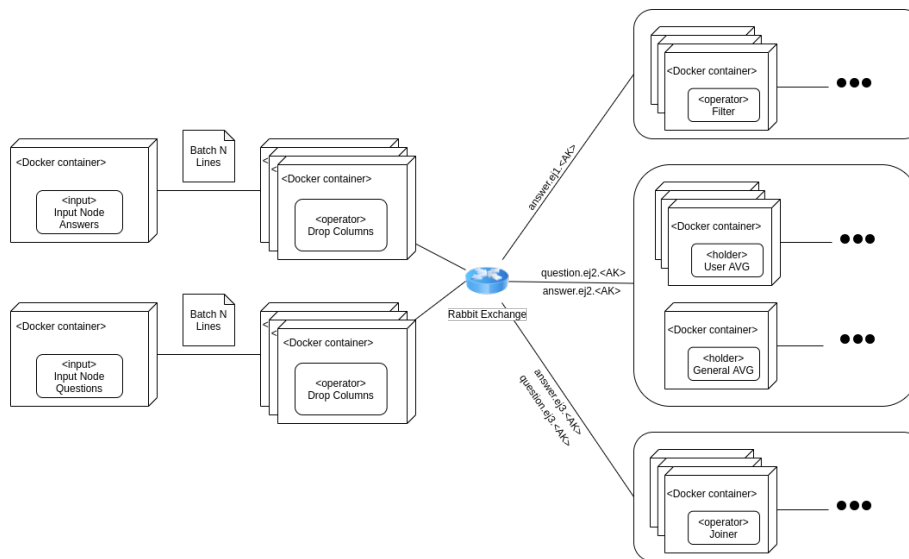 <Docker container>
<input>
Input Node
Answers
Batch N
Lines
<Docker container>
<operator>
Drop Columns
<Docker container>
<input>
Input Node
Questions
Batch N
Lines
<Docker container>
<operator>
Drop Columns
Rabbit Exchange
answer.ej1.<AK>
question.ej2.<AK>
answer.ej2.<AK>
answer.ej3.<AK>
question.ej3.<AK>
<Docker container>
<operator>
Filter
<Docker container>
<holder>
User AVG
<Docker container>
<holder>
General AVG
<Docker container>
<operator>
Joiner